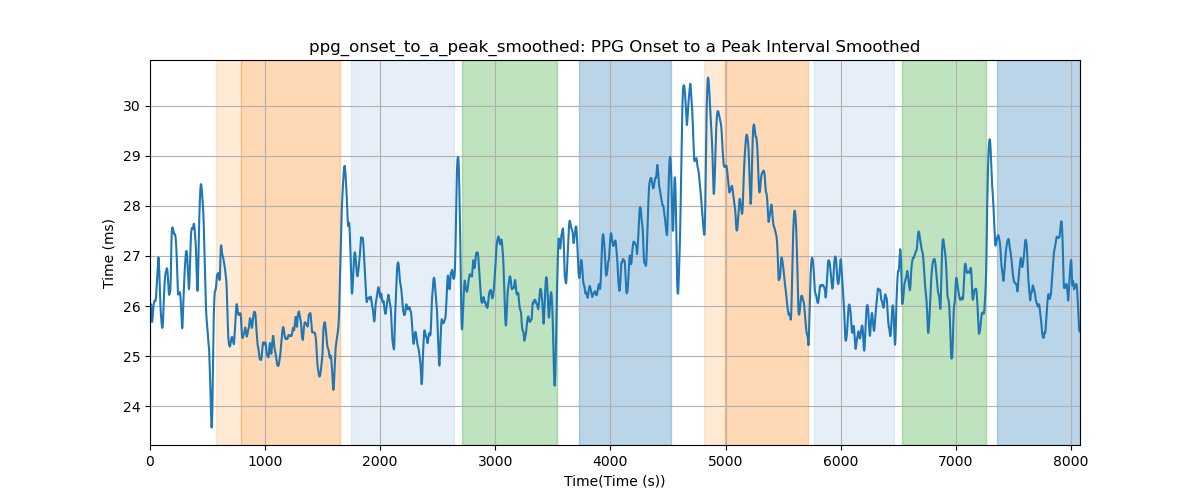 ppg_onset_to_a_peak_smoothed: PPG Onset to a Peak Interval Smoothed
30
29
28
27
26
25
24
Time (ms)
0 1000 2000 3000 4000 5000 6000 7000 8000
Time(Time (s))